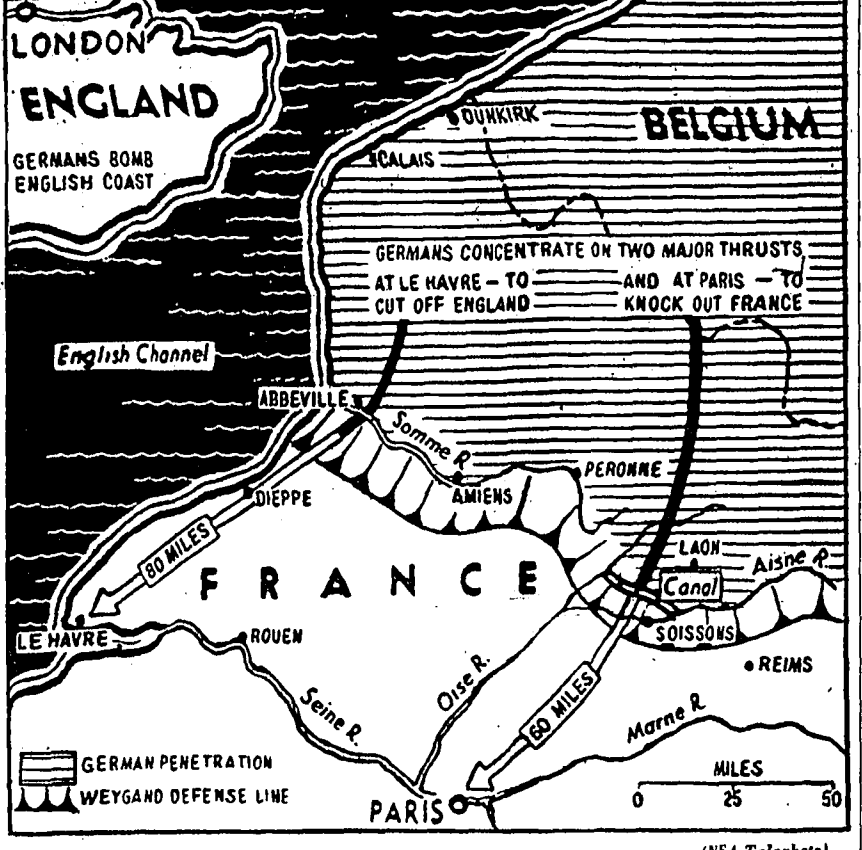 LONDON
ENGLAND
GERMANS BOMB
ENGLISH COAST
DUNKIRK
BELGIUM
CALAIS
GERMANS CONCENTRATE ON TWO MAJOR THRUSTS
AT LE HAVRE – TO
CUT OFF ENGLAND
AND AT PARIS – TO
KNOCK OUT FRANCE
English Channel
ABBEVILLE
Somme R.
PERONNE
AMIENS
DIEPPE
80 MILES
FRANCE
LAON
Aisne R.
Canal
LE HAVRE
ROUEN
SOISSONS
REIMS
Oise R.
60 MILES
Seine R.
Marne R.
GERMAN PENETRATION
WEYGAND DEFENSE LINE
PARIS
MILES
0 25 50
(NEA Telephoto)